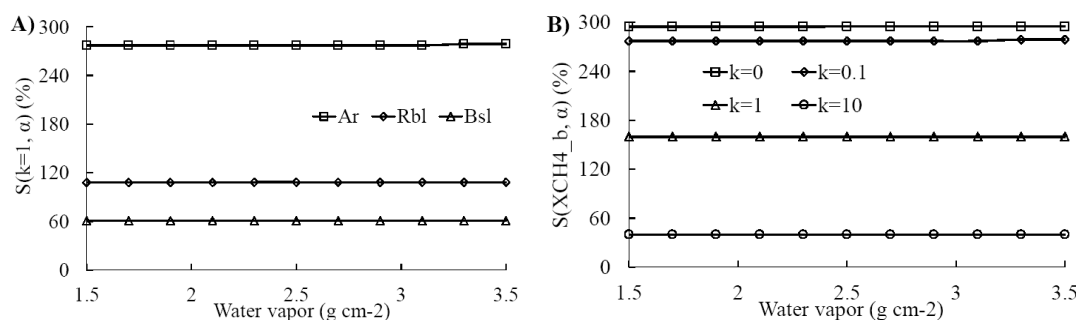 A)
300
240
180
120
60
0
S(k=1, α) (%)
Ar Rbl Bsl
1.5 2 2.5 3 3.5
Water vapor (g cm-2)
B)
300
240
180
120
60
0
S(XCH4_b, α) (%)
k=0 k=0.1
k=1 k=10
1.5 2 2.5 3 3.5
Water vapor (g cm-2)